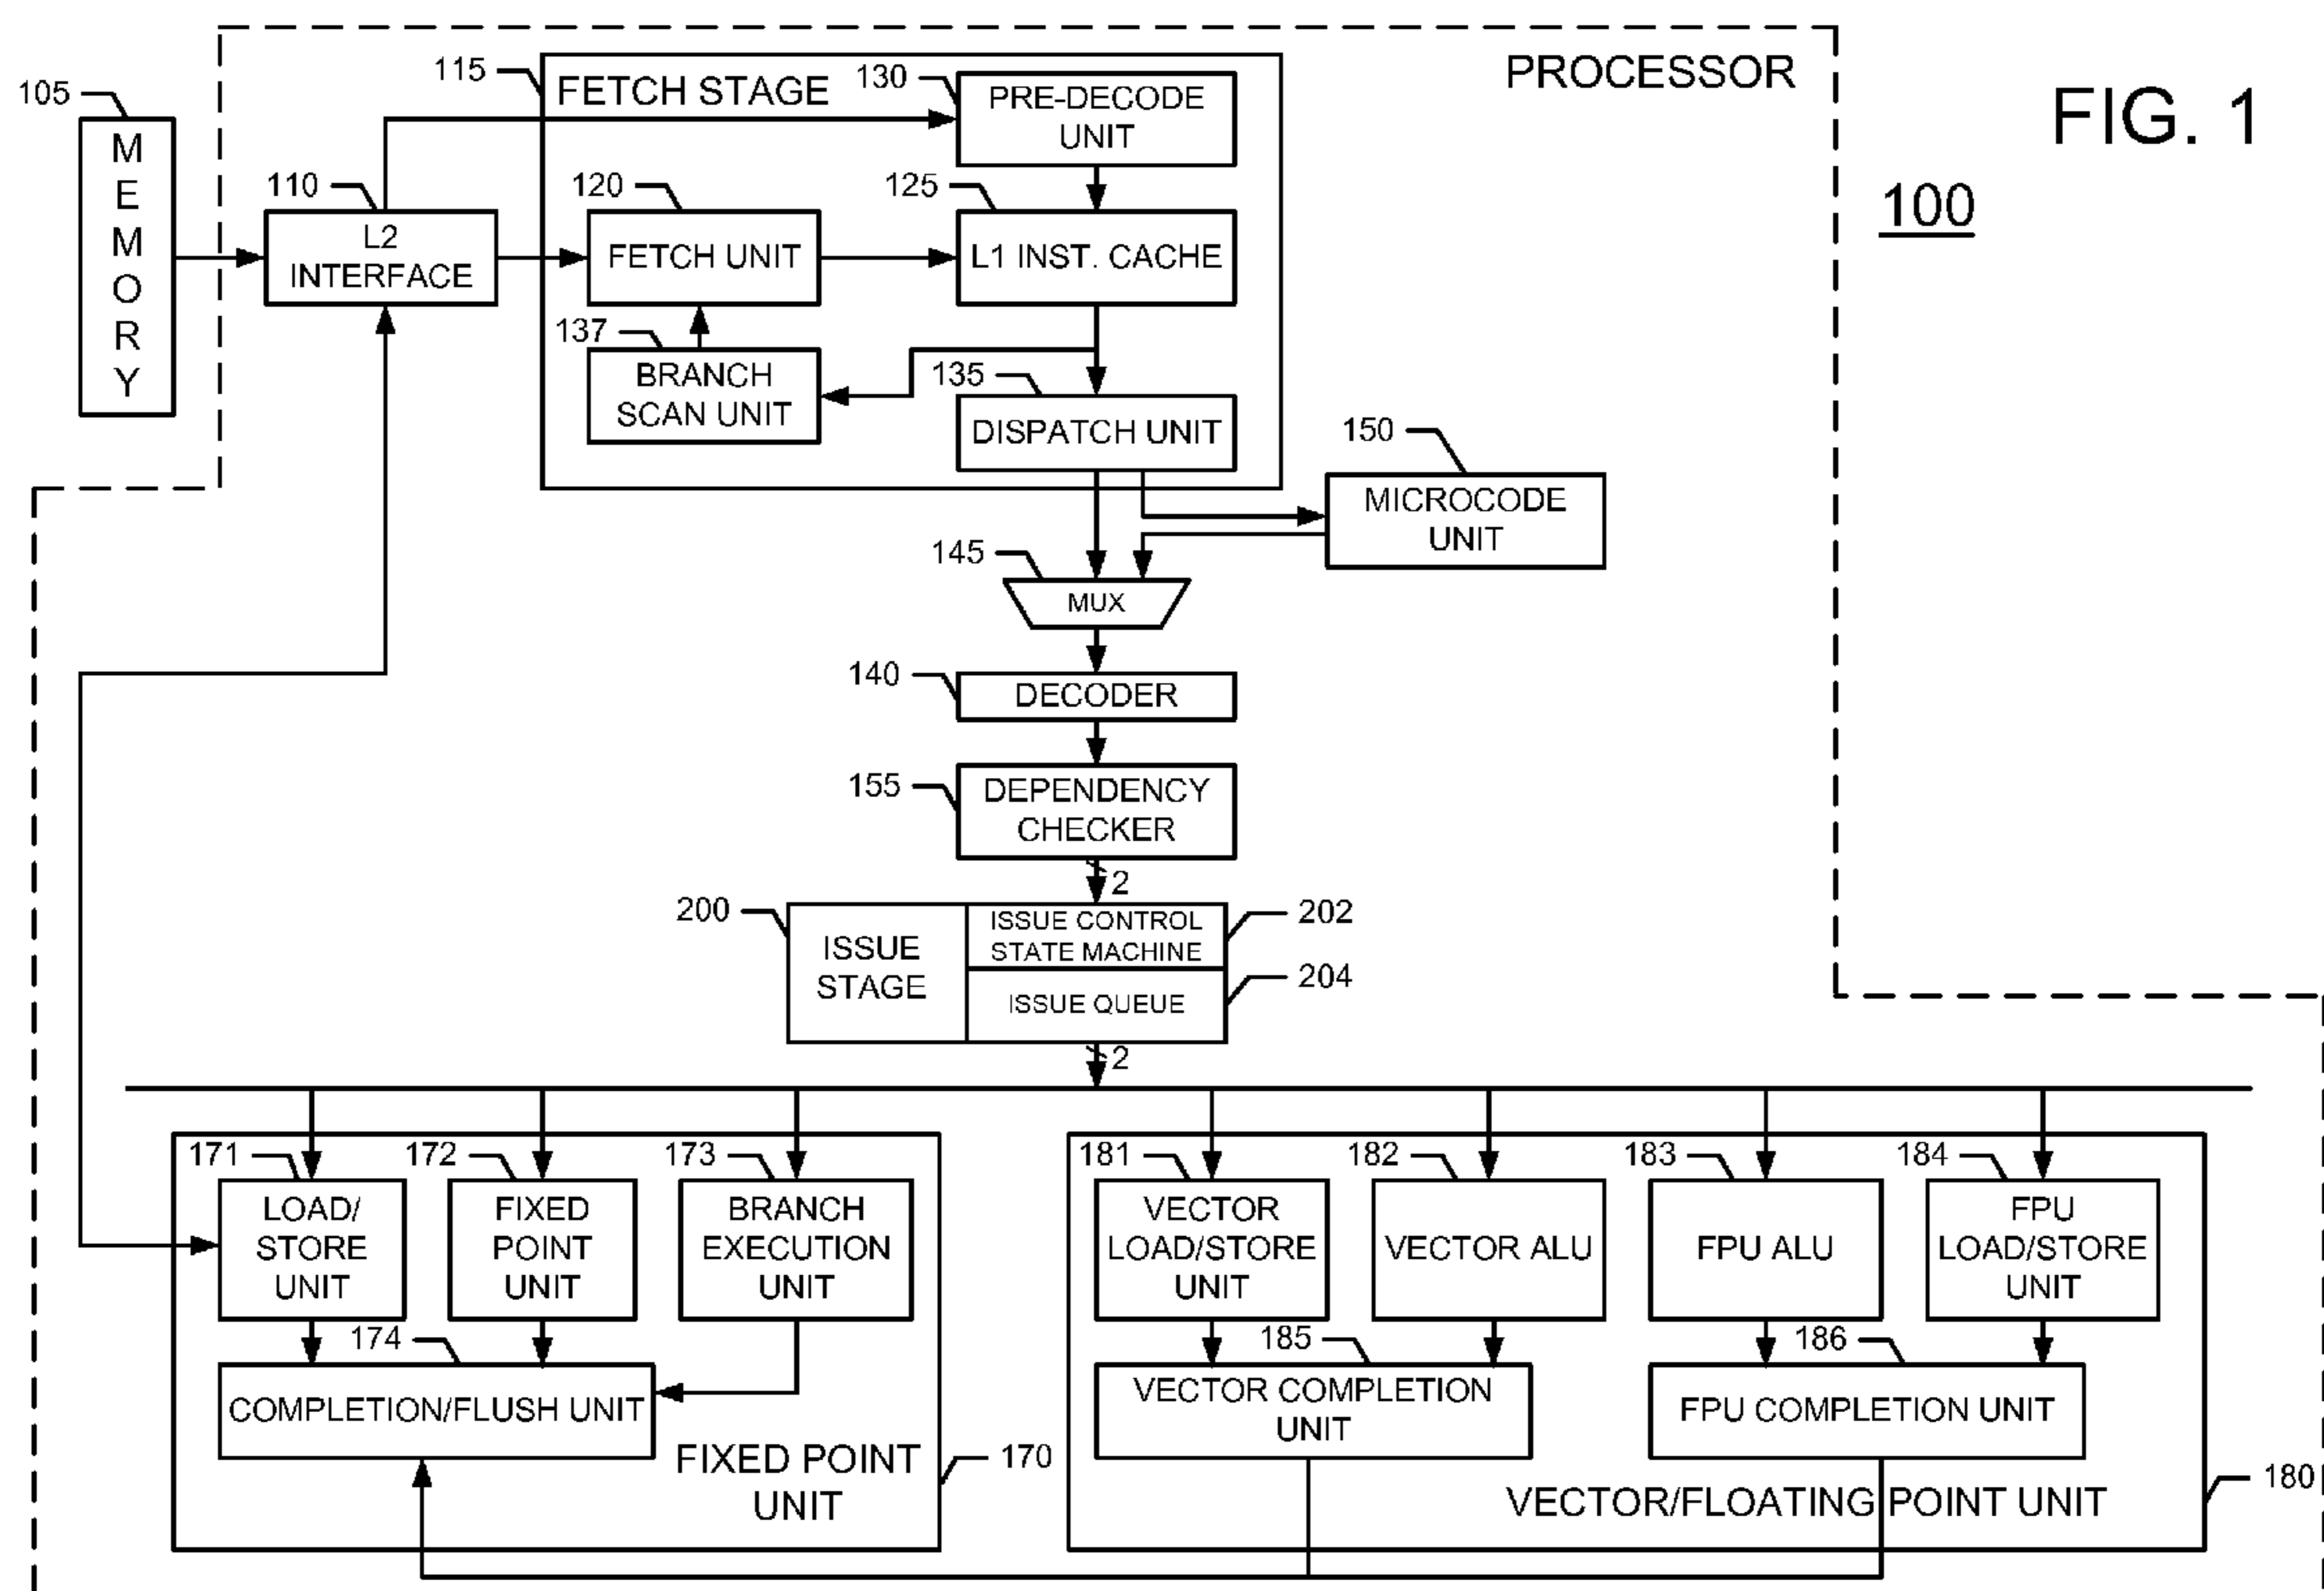 PROCESSOR
FIG. 1
100
105
MEMORY
115
FETCH STAGE
130
PRE-DECODE
UNIT
110
L2
INTERFACE
120
FETCH UNIT
125
L1 INST. CACHE
137
BRANCH
SCAN UNIT
135
DISPATCH UNIT
150
MICROCODE
UNIT
145
MUX
140
DECODER
155
DEPENDENCY
CHECKER
2
200
ISSUE
STAGE
ISSUE CONTROL
STATE MACHINE
202
ISSUE QUEUE
204
2
171
LOAD/
STORE
UNIT
172
FIXED
POINT
UNIT
173
BRANCH
EXECUTION
UNIT
174
COMPLETION/FLUSH UNIT
FIXED POINT
UNIT
170
181
VECTOR
LOAD/STORE
UNIT
182
VECTOR ALU
183
FPU ALU
184
FPU
LOAD/STORE
UNIT
185
VECTOR COMPLETION
UNIT
186
FPU COMPLETION UNIT
VECTOR/FLOATING POINT UNIT
180